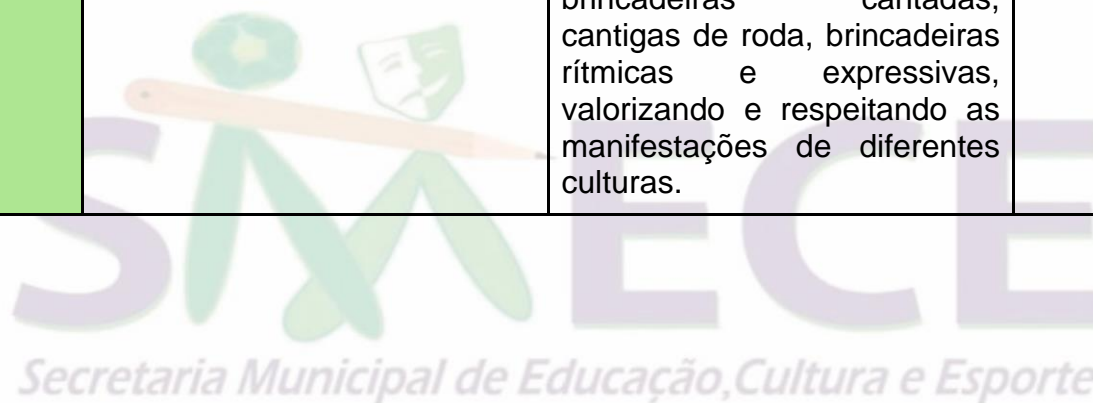 brincadeiras cantadas,
cantigas de roda, brincadeiras
rítmicas e expressivas,
valorizando e respeitando as
manifestações de diferentes
culturas.
SMECE
Secretaria Municipal de Educação,Cultura e Esporte